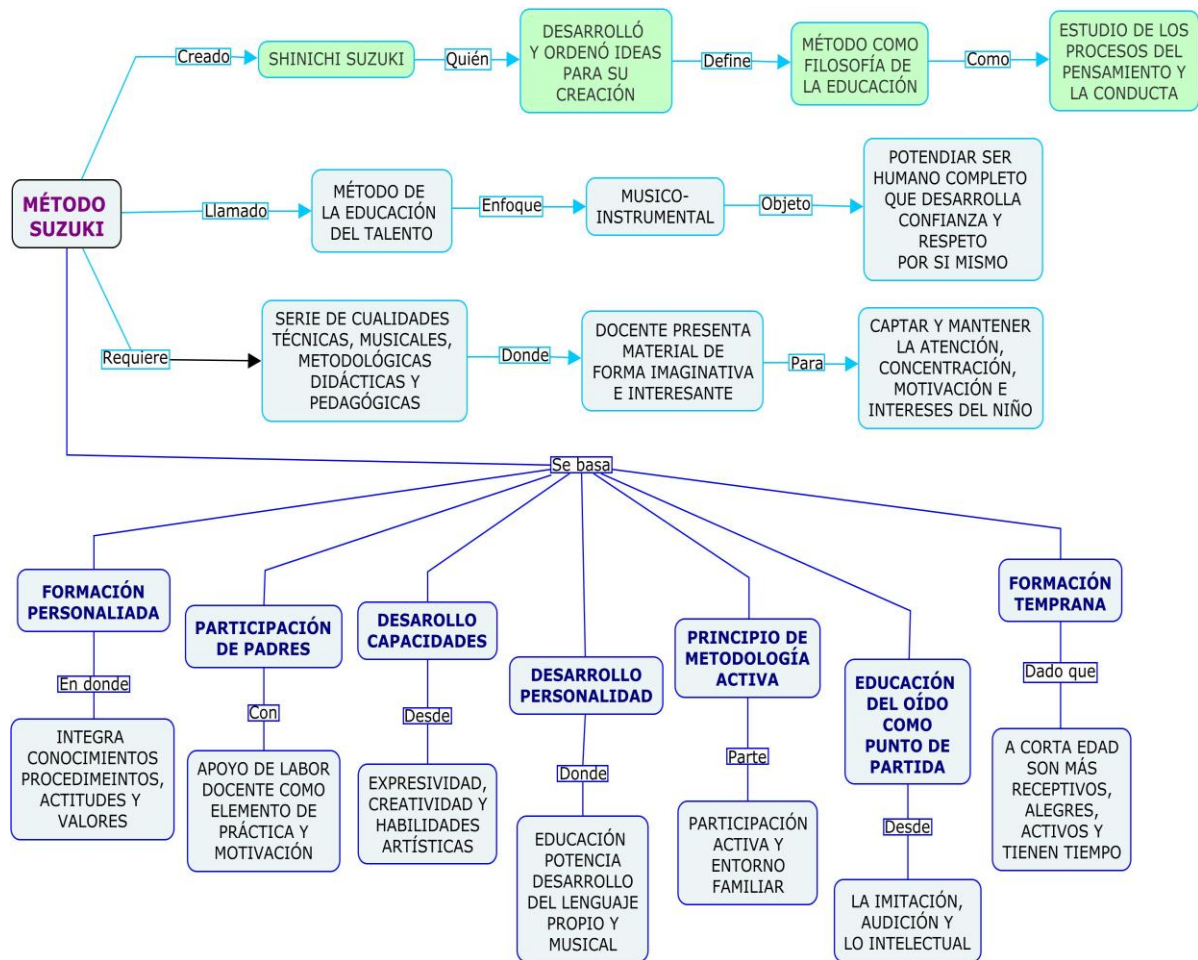 Creado
SHINICHI SUZUKI
Quién
DESARROLLÓ
Y ORDENÓ IDEAS
PARA SU
CREACIÓN
Define
MÉTODO COMO
FILOSOFÍA DE
LA EDUCACIÓN
Como
ESTUDIO DE LOS
PROCESOS DEL
PENSAMIENTO Y
LA CONDUCTA
MÉTODO
SUZUKI
Llamado
MÉTODO DE
LA EDUCACIÓN
DEL TALENTO
Enfoque
MUSICO-
INSTRUMENTAL
Objeto
POTENDIAR SER
HUMANO COMPLETO
QUE DESARROLLA
CONFIANZA Y
RESPETO
POR SI MISMO
Requiere
SERIE DE CUALIDADES
TÉCNICAS, MUSICALES,
METODOLÓGICAS
DIDÁCTICAS Y
PEDAGÓGICAS
Donde
DOCENTE PRESENTA
MATERIAL DE
FORMA IMAGINATIVA
E INTERESANTE
Para
CAPTAR Y MANTENER
LA ATENCIÓN,
CONCENTRACIÓN,
MOTIVACIÓN E
INTERESES DEL NIÑO
Se basa
FORMACIÓN
PERSONALIADA
En donde
INTEGRA
CONOCIMIENTOS
PROCEDIMEINTOS,
ACTITUDES Y
VALORES
PARTICIPACIÓN
DE PADRES
Con
APOYO DE LABOR
DOCENTE COMO
ELEMENTO DE
PRÁCTICA Y
MOTIVACIÓN
DESAROLLO
CAPACIDADES
Desde
EXPRESIVIDAD,
CREATIVIDAD Y
HABILIDADES
ARTÍSTICAS
DESARROLLO
PERSONALIDAD
Donde
EDUCACIÓN
POTENCIA
DESARROLLO
DEL LENGUAJE
PROPIO Y
MUSICAL
PRINCIPIO DE
METODOLOGÍA
ACTIVA
Parte
PARTICIPACIÓN
ACTIVA Y
ENTORNO
FAMILIAR
EDUCACIÓN
DEL OÍDO
COMO
PUNTO DE
PARTIDA
Desde
LA IMITACIÓN,
AUDICIÓN Y
LO INTELECTUAL
FORMACIÓN
TEMPRANA
Dado que
A CORTA EDAD
SON MÁS
RECEPTIVOS,
ALEGRES,
ACTIVOS Y
TIENEN TIEMPO